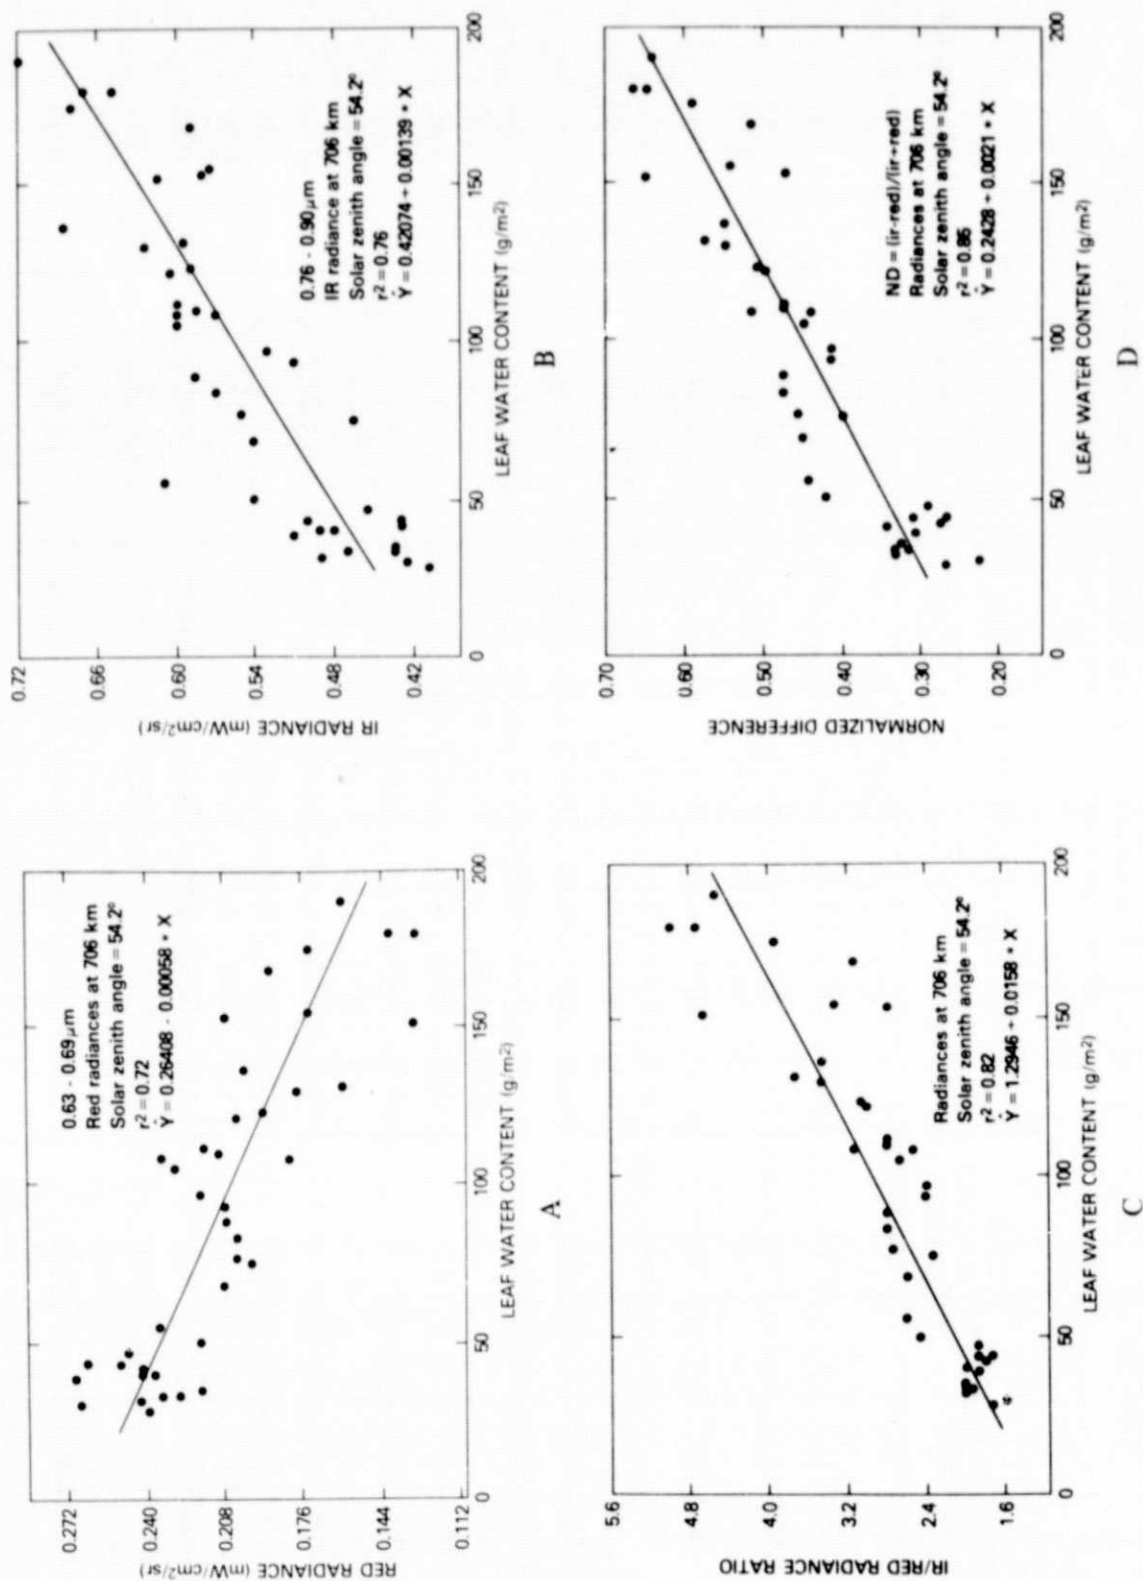 0.272
0.240
0.208
0.176
0.144
0.112
RED RADIANCE (mW/cm2/sr)
0.63 - 0.69μm
Red radiances at 706 km
Solar zenith angle = 54.2°
r2 = 0.72
Ŷ = 0.26408 - 0.00058 * X
0
50
100
150
200
LEAF WATER CONTENT (g/m2)
A
0.72
0.66
0.60
0.54
0.48
0.42
IR RADIANCE (mW/cm2/sr)
0.76 - 0.90μm
IR radiance at 706 km
Solar zenith angle = 54.2°
r2 = 0.76
Ŷ = 0.42074 + 0.00139 * X
0
50
100
150
200
LEAF WATER CONTENT (g/m2)
B
5.6
4.8
4.0
3.2
2.4
1.6
IR/RED RADIANCE RATIO
Radiances at 706 km
Solar zenith angle = 54.2°
r2 = 0.82
Ŷ = 1.2946 + 0.0158 * X
0
50
100
150
200
LEAF WATER CONTENT (g/m2)
C
0.70
0.60
0.50
0.40
0.30
0.20
NORMALIZED DIFFERENCE
ND = (ir-red)/(ir+red)
Radiances at 706 km
Solar zenith angle = 54.2°
r2 = 0.85
Ŷ = 0.2428 + 0.0021 * X
0
50
100
150
200
LEAF WATER CONTENT (g/m2)
D